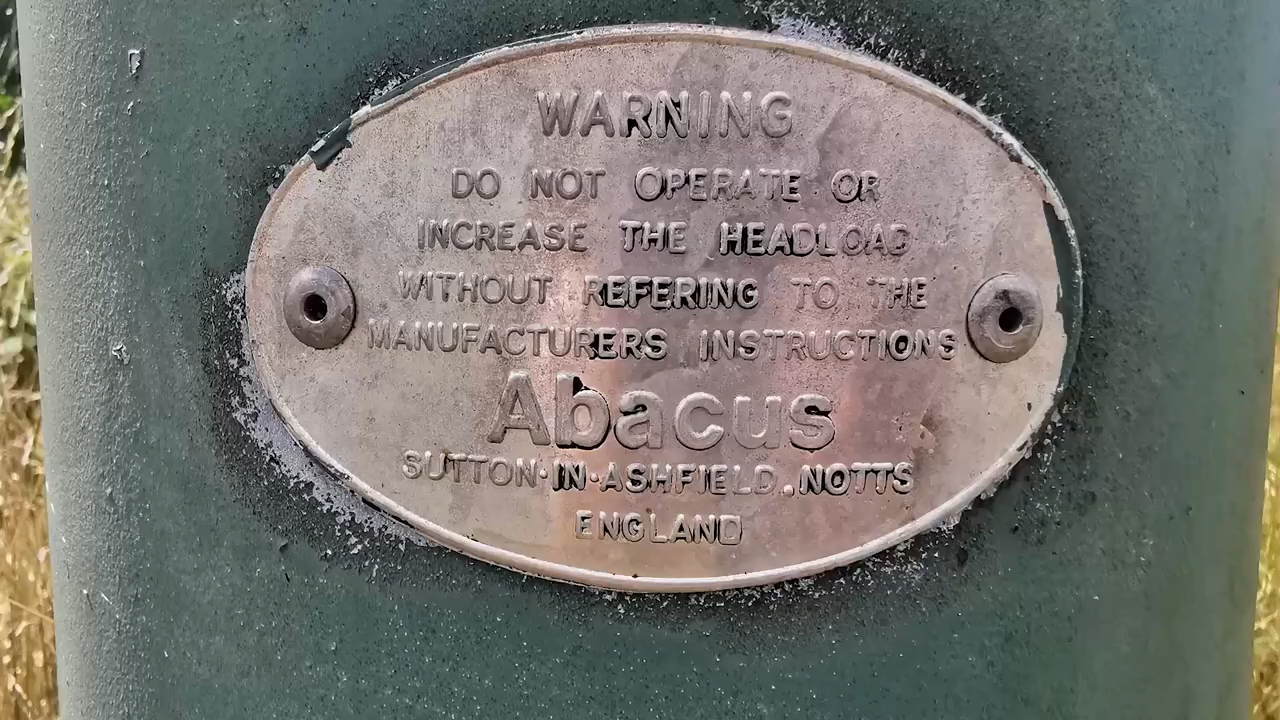 WARNING
DO NOT OPERATE OR
INCREASE THE HEADLOAD
WITHOUT REFERING TO THE
MANUFACTURERS INSTRUCTIONS
Abacus
SUTTON·IN·ASHFIELD.NOTTS
ENGLAND